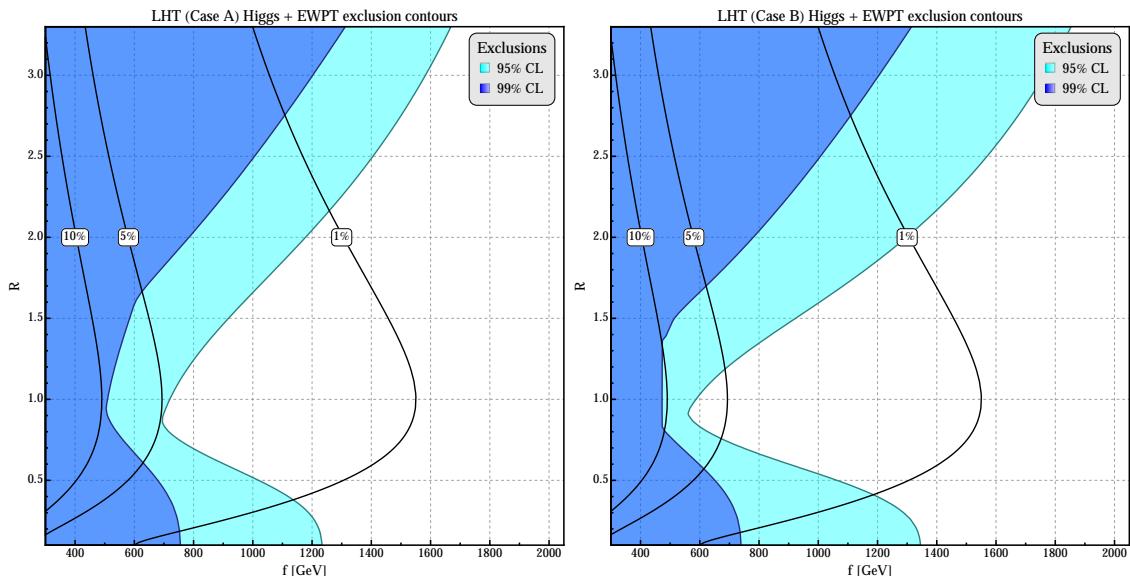 LHT (Case A) Higgs + EWPT exclusion contours
Exclusions
95% CL
99% CL
3.0
2.5
2.0
1.5
1.0
0.5
R
10%
5%
1%
400 600 800 1000 1200 1400 1600 1800 2000
f [GeV]
LHT (Case B) Higgs + EWPT exclusion contours
Exclusions
95% CL
99% CL
3.0
2.5
2.0
1.5
1.0
0.5
R
10%
5%
1%
400 600 800 1000 1200 1400 1600 1800 2000
f [GeV]